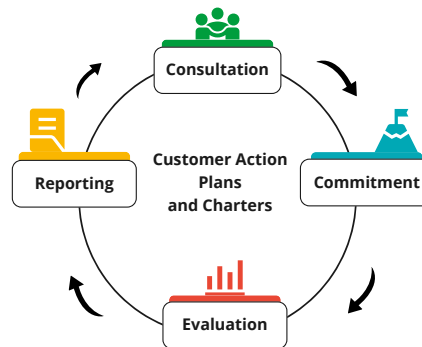 Consultation
Customer Action
Plans
and Charters
Reporting
Commitment
Evaluation